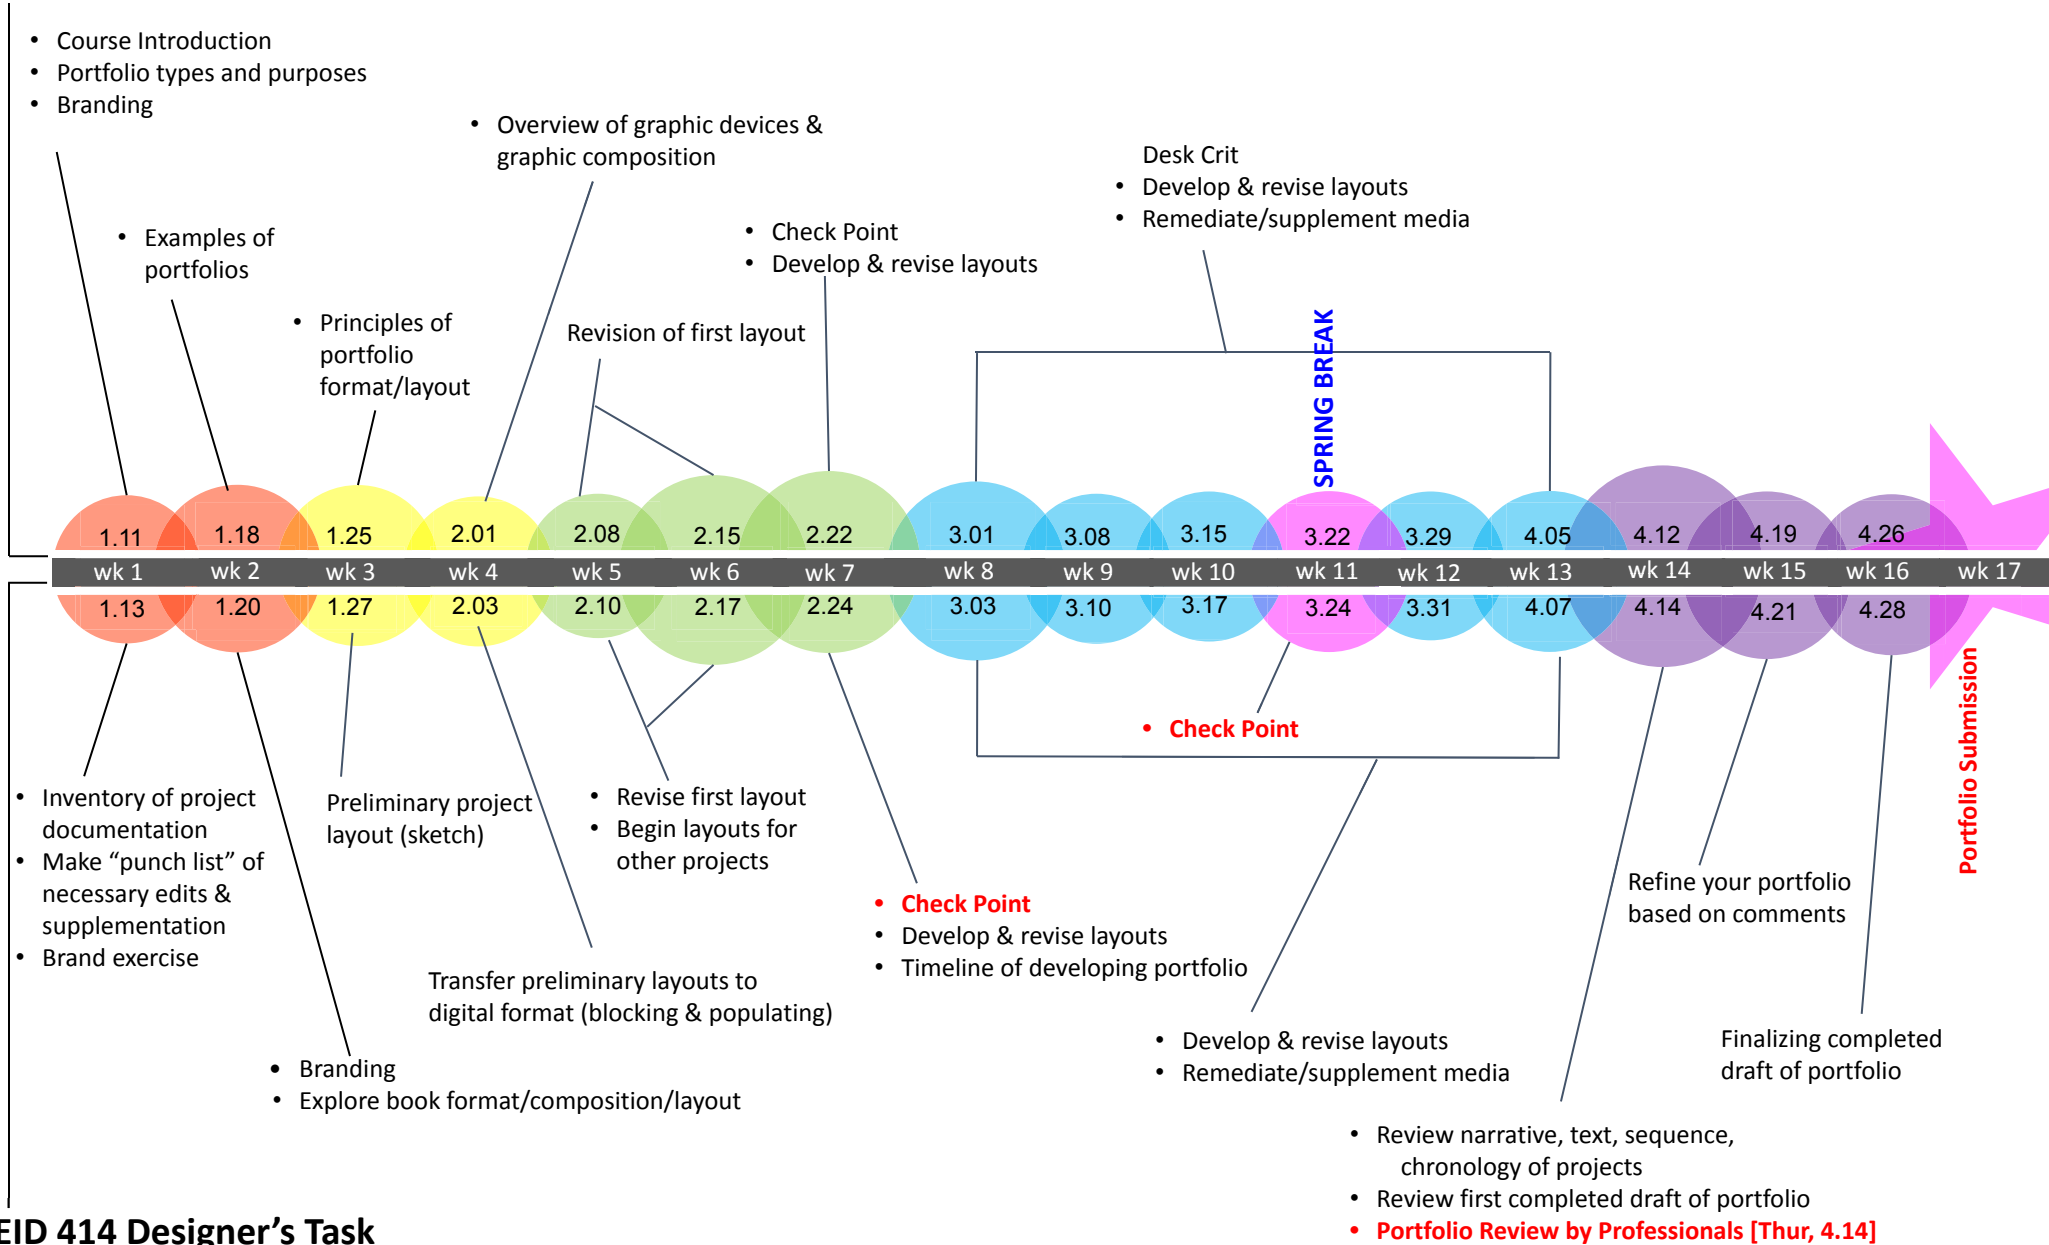 • Course Introduction
• Portfolio types and purposes
• Branding
• Overview of graphic devices &
graphic composition
Desk Crit
• Develop & revise layouts
• Remediate/supplement media
• Examples of
portfolios
• Check Point
• Develop & revise layouts
• Principles of
portfolio
format/layout
Revision of first layout
SPRING BREAK
1.11 1.18 1.25 2.01 2.08 2.15 2.22 3.01 3.08 3.15 3.22 3.29 4.05 4.12 4.19 4.26
wk 1 wk 2 wk 3 wk 4 wk 5 wk 6 wk 7 wk 8 wk 9 wk 10 wk 11 wk 12 wk 13 wk 14 wk 15 wk 16 wk 17
1.13 1.20 1.27 2.03 2.10 2.17 2.24 3.03 3.10 3.17 3.24 3.31 4.07 4.14 4.21 4.28
• Check Point
Portfolio Submission
• Inventory of project
documentation
• Make “punch list” of
necessary edits &
supplementation
• Brand exercise
Preliminary project
layout (sketch)
• Revise first layout
• Begin layouts for
other projects
• Check Point
• Develop & revise layouts
• Timeline of developing portfolio
Refine your portfolio
based on comments
Transfer preliminary layouts to
digital format (blocking & populating)
• Branding
• Explore book format/composition/layout
• Develop & revise layouts
• Remediate/supplement media
Finalizing completed
draft of portfolio
• Review narrative, text, sequence,
chronology of projects
• Review first completed draft of portfolio
• Portfolio Review by Professionals [Thur, 4.14]
EID 414 Designer’s Task